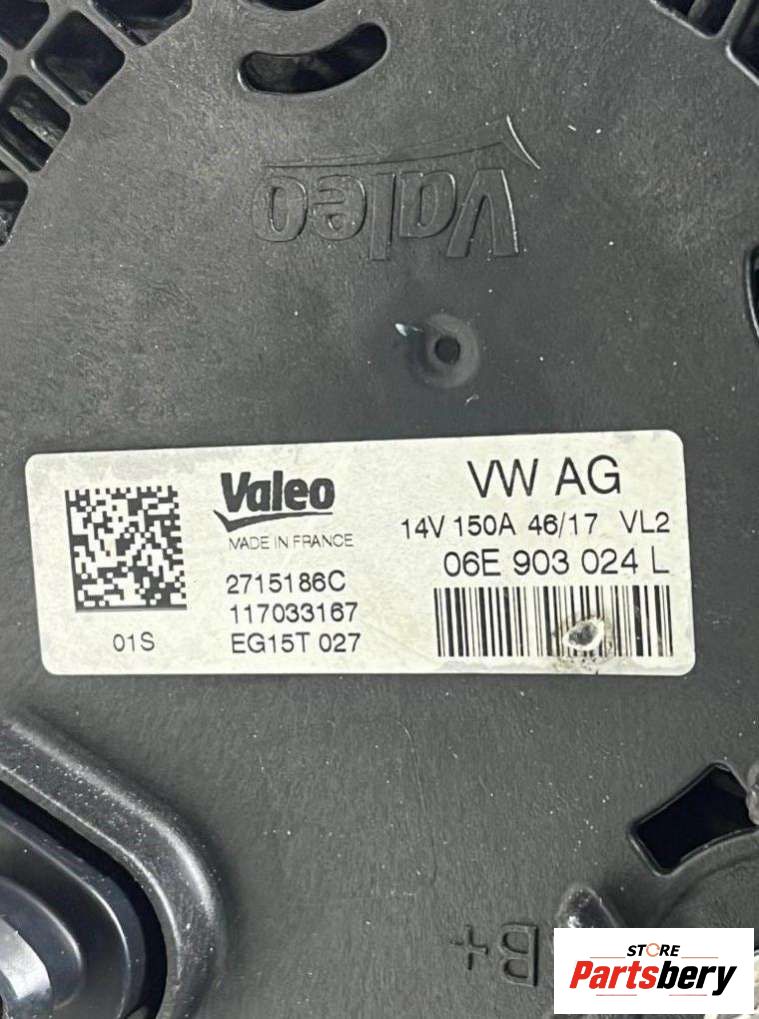 Valeo
Valeo
MADE IN FRANCE
2715186C
117033167
EG15T 027
01S
VW AG
14V 150A 46/17 VL2
06E 903 024 L
B+
STORE
Partsbery